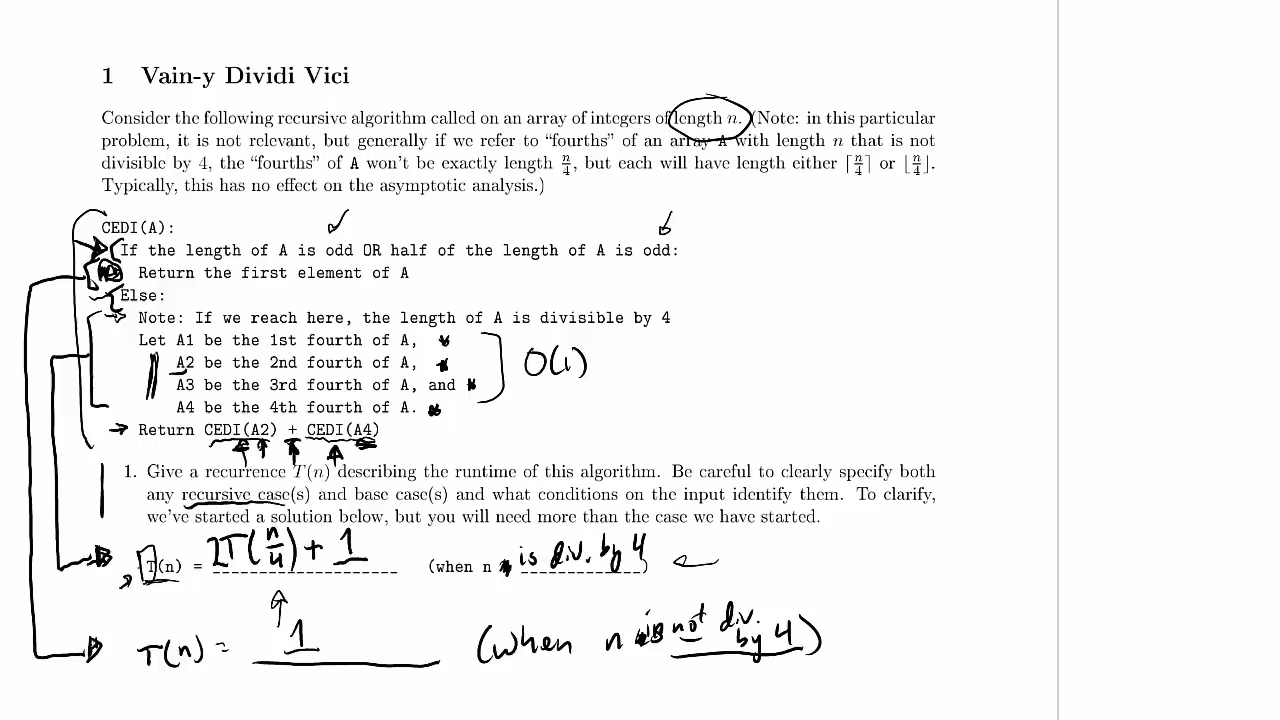 1 Vain-y Dividi Vici
Consider the following recursive algorithm called on an array of integers of length n. (Note: in this particular
problem, it is not relevant, but generally if we refer to “fourths” of an array A with length n that is not
divisible by 4, the “fourths” of A won't be exactly length n/4, but each will have length either ⌈n/4⌉ or ⌊n/4⌋.
Typically, this has no effect on the asymptotic analysis.)
CEDI(A):
If the length of A is odd OR half of the length of A is odd:
Return the first element of A
Else:
Note: If we reach here, the length of A is divisible by 4
Let A1 be the 1st fourth of A,
A2 be the 2nd fourth of A,
O(1)
A3 be the 3rd fourth of A, and
A4 be the 4th fourth of A.
Return CEDI(A2) + CEDI(A4)
1. Give a recurrence T(n) describing the runtime of this algorithm. Be careful to clearly specify both
any recursive case(s) and base case(s) and what conditions on the input identify them. To clarify,
we've started a solution below, but you will need more than the case we have started.
T(n) = 2T(n/4) + 1 (when n is div. by 4)
T(n) = 1 (when n is not div. by 4)